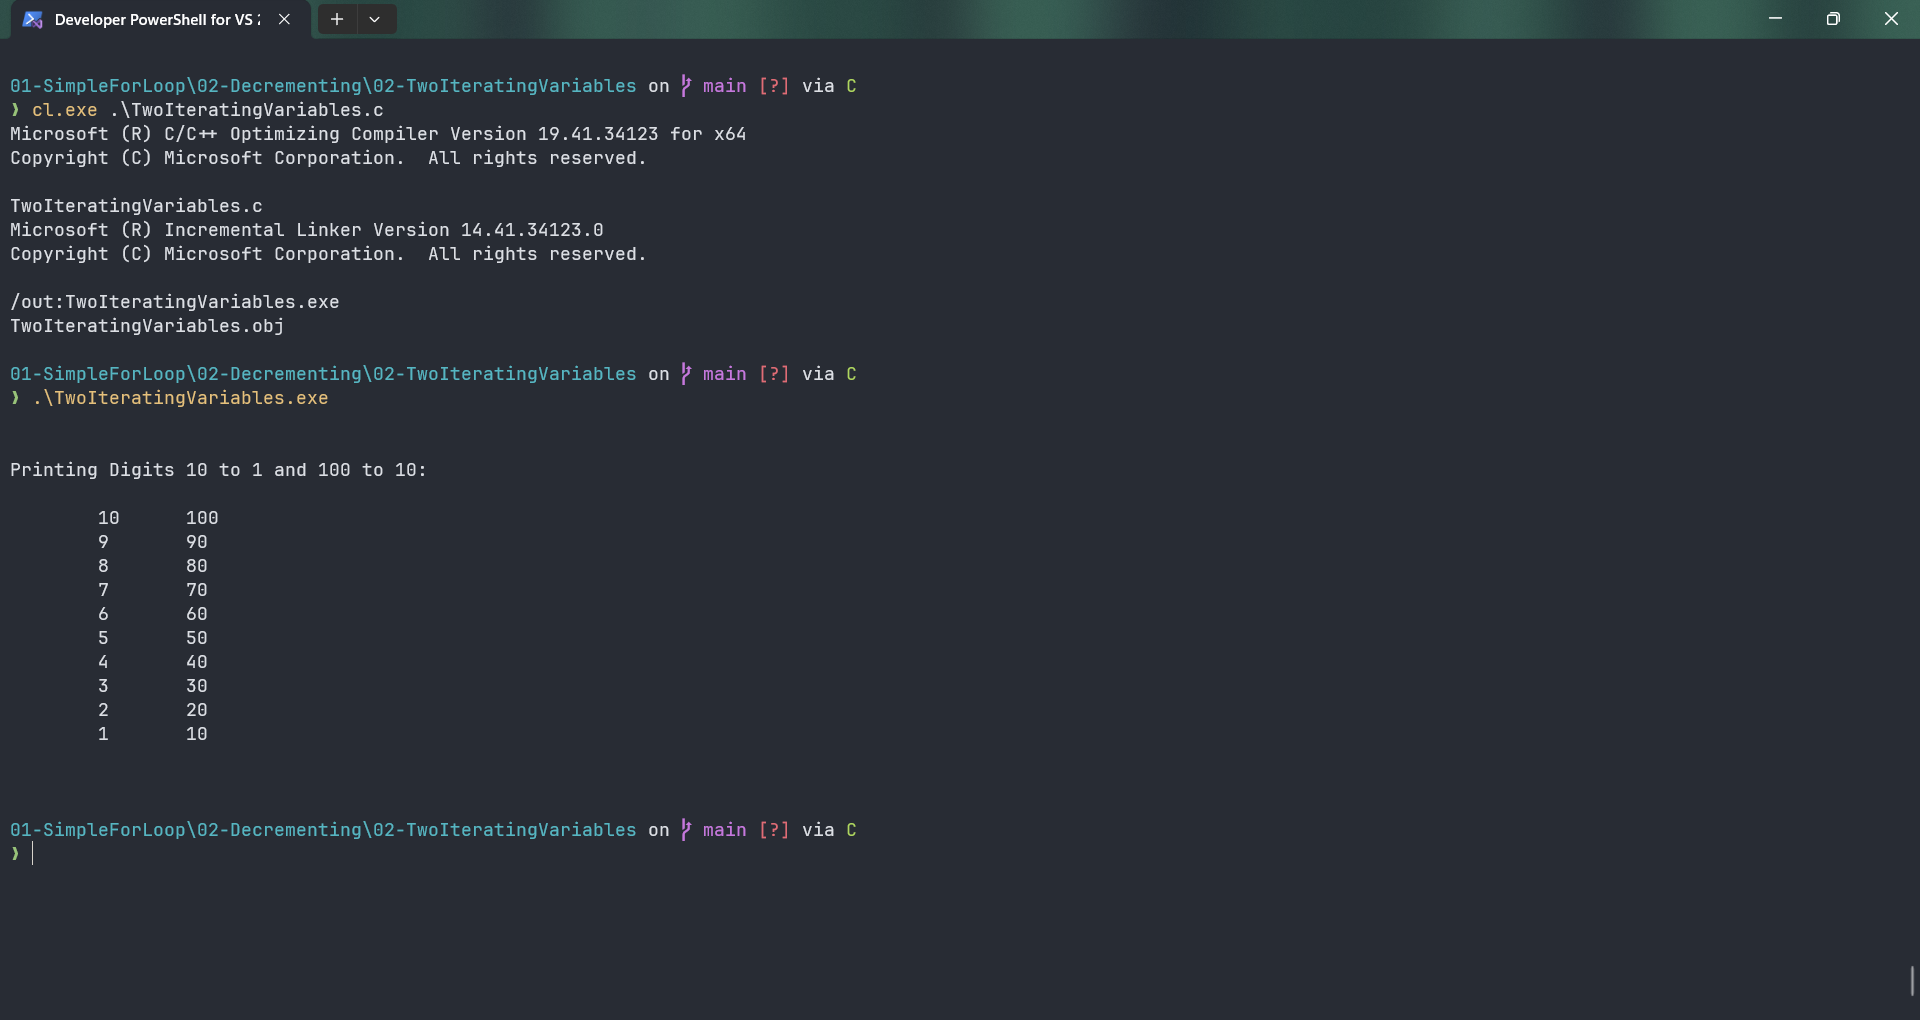 Developer PowerShell for VS 2
01-SimpleForLoop\02-Decrementing\02-TwoIteratingVariables on main [?] via C
❯ cl.exe .\TwoIteratingVariables.c
Microsoft (R) C/C++ Optimizing Compiler Version 19.41.34123 for x64
Copyright (C) Microsoft Corporation.  All rights reserved.
TwoIteratingVariables.c
Microsoft (R) Incremental Linker Version 14.41.34123.0
Copyright (C) Microsoft Corporation.  All rights reserved.
/out:TwoIteratingVariables.exe
TwoIteratingVariables.obj
01-SimpleForLoop\02-Decrementing\02-TwoIteratingVariables on main [?] via C
❯ .\TwoIteratingVariables.exe
Printing Digits 10 to 1 and 100 to 10:
10 100
9 90
8 80
7 70
6 60
5 50
4 40
3 30
2 20
1 10
01-SimpleForLoop\02-Decrementing\02-TwoIteratingVariables on main [?] via C
❯